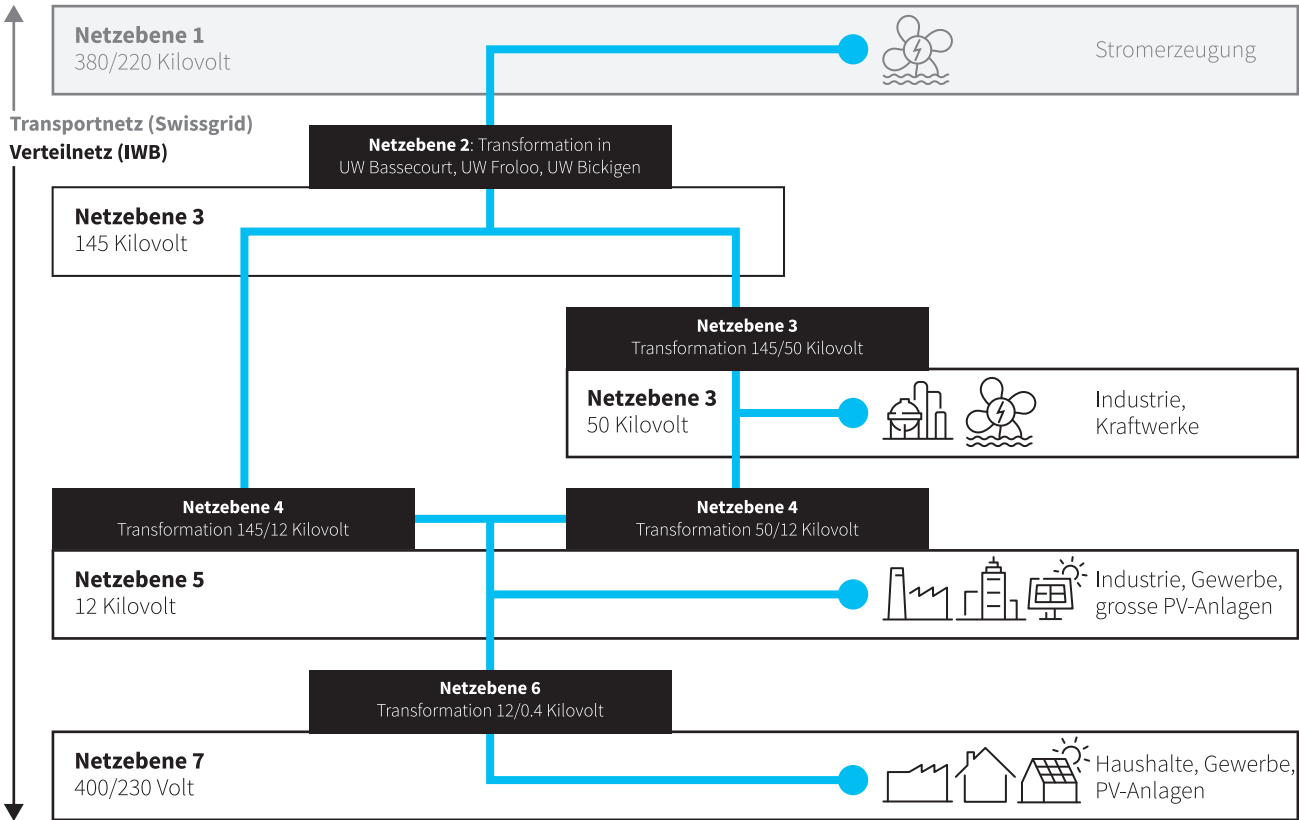 Netzebene 1
380/220 Kilovolt
Stromerzeugung
Transportnetz (Swissgrid)
Verteilnetz (IWB)
Netzebene 2: Transformation in
UW Bassecourt, UW Froloo, UW Bickigen
Netzebene 3
145 Kilovolt
Netzebene 3
Transformation 145/50 Kilovolt
Netzebene 3
50 Kilovolt
Industrie,
Kraftwerke
Netzebene 4
Transformation 145/12 Kilovolt
Netzebene 4
Transformation 50/12 Kilovolt
Netzebene 5
12 Kilovolt
Industrie, Gewerbe,
grosse PV-Anlagen
Netzebene 6
Transformation 12/0.4 Kilovolt
Netzebene 7
400/230 Volt
Haushalte, Gewerbe,
PV-Anlagen